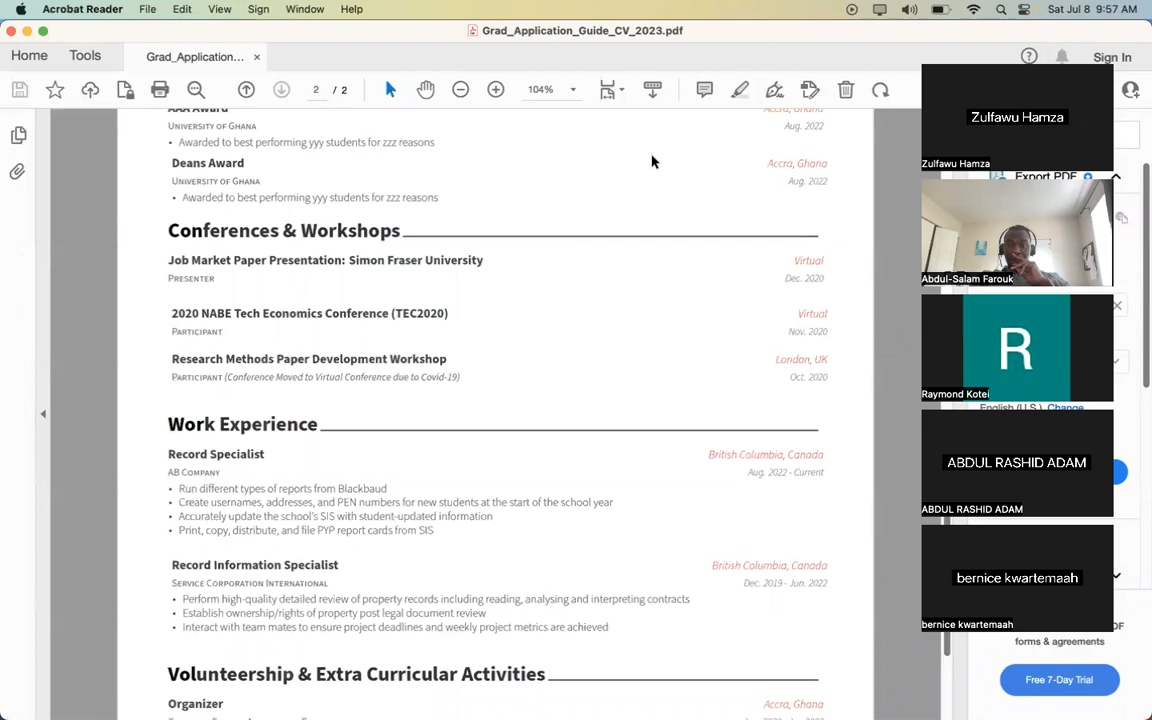 Acrobat Reader File Edit View Sign Window Help
Sat Jul 8 9:57 AM
Grad_Application_Guide_CV_2023.pdf
Home Tools Grad_Application... × Sign In
2 / 2 104%
AAA Award Accra, Ghana
University of Ghana Aug. 2022
• Awarded to best performing yyy students for zzz reasons
Deans Award Accra, Ghana
University of Ghana Aug. 2022
• Awarded to best performing yyy students for zzz reasons
Conferences & Workshops
Job Market Paper Presentation: Simon Fraser University Virtual
Presenter Dec. 2020
2020 NABE Tech Economics Conference (TEC2020) Virtual
Participant Nov. 2020
Research Methods Paper Development Workshop London, UK
Participant (Conference Moved to Virtual Conference due to Covid-19) Oct. 2020
Work Experience
Record Specialist British Columbia, Canada
AB Company Aug. 2022 - Current
• Run different types of reports from Blackbaud
• Create usernames, addresses, and PEN numbers for new students at the start of the school year
• Accurately update the school's SIS with student-updated information
• Print, copy, distribute, and file PYP report cards from SIS
Record Information Specialist British Columbia, Canada
Service Corporation International Dec. 2019 - Jun. 2022
• Perform high-quality detailed review of property records including reading, analysing and interpreting contracts
• Establish ownership/rights of property post legal document review
• Interact with team mates to ensure project deadlines and weekly project metrics are achieved
Volunteership & Extra Curricular Activities
Organizer Accra, Ghana
Zulfawu Hamza
Zulfawu Hamza
Export PDF
Abdul-Salam Farouk
R
Raymond Kotei
English (U.S.) Change
ABDUL RASHID ADAM
ABDUL RASHID ADAM
bernice kwartemaah
bernice kwartemaah
forms & agreements
Free 7-Day Trial